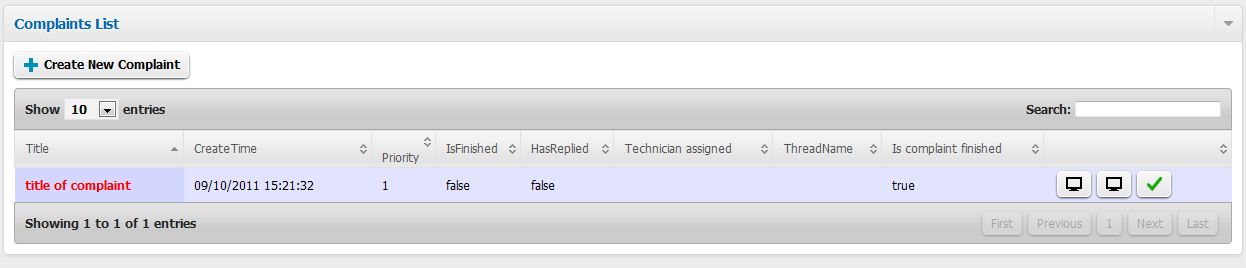 Complaints List
Create New Complaint
Show 10 entries Search:
Title CreateTime Priority IsFinished HasReplied Technician assigned ThreadName Is complaint finished
title of complaint 09/10/2011 15:21:32 1 false false true
Showing 1 to 1 of 1 entries First Previous 1 Next Last